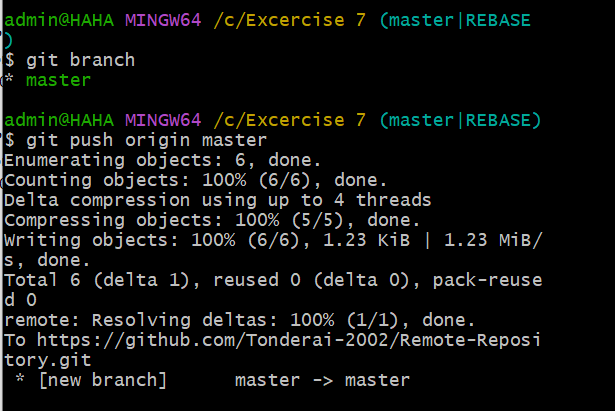 admin@HAHA MINGW64 /c/Excercise 7 (master|REBASE
)
$ git branch
* master
admin@HAHA MINGW64 /c/Excercise 7 (master|REBASE)
$ git push origin master
Enumerating objects: 6, done.
Counting objects: 100% (6/6), done.
Delta compression using up to 4 threads
Compressing objects: 100% (5/5), done.
Writing objects: 100% (6/6), 1.23 KiB | 1.23 MiB/
s, done.
Total 6 (delta 1), reused 0 (delta 0), pack-reuse
d 0
remote: Resolving deltas: 100% (1/1), done.
To https://github.com/Tonderai-2002/Remote-Reposi
tory.git
 * [new branch]      master -> master